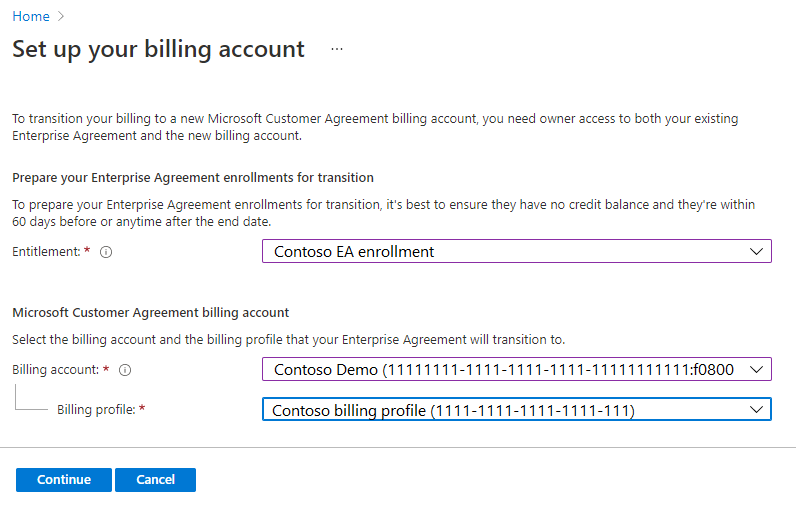 Home >
Set up your billing account ...
To transition your billing to a new Microsoft Customer Agreement billing account, you need owner access to both your existing
Enterprise Agreement and the new billing account.
Prepare your Enterprise Agreement enrollments for transition
To prepare your Enterprise Agreement enrollments for transition, it's best to ensure they have no credit balance and they're within
60 days before or anytime after the end date.
Entitlement: * Contoso EA enrollment
Microsoft Customer Agreement billing account
Select the billing account and the billing profile that your Enterprise Agreement will transition to.
Billing account: * Contoso Demo (11111111-1111-1111-1111-11111111111:f0800
Billing profile: * Contoso billing profile (1111-1111-1111-1111-111)
Continue Cancel